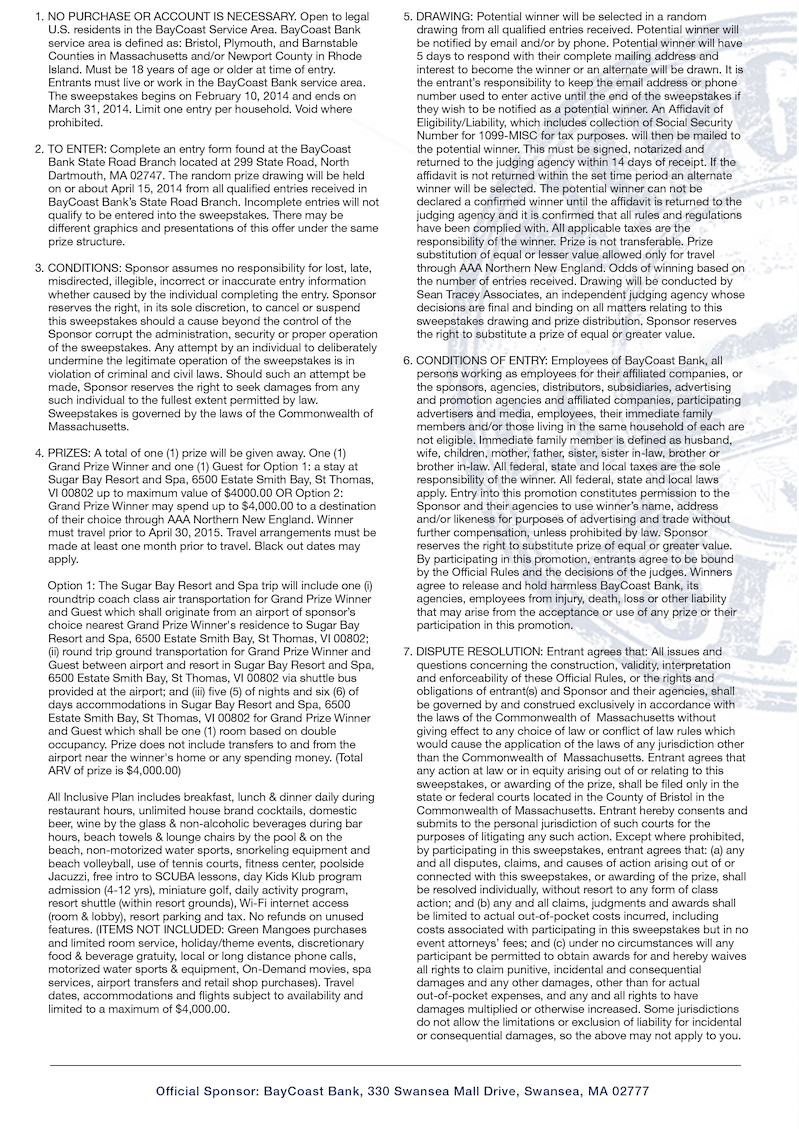 1. NO PURCHASE OR ACCOUNT IS NECESSARY. Open to legal
U.S. residents in the BayCoast Service Area. BayCoast Bank
service area is defined as: Bristol, Plymouth, and Barnstable
Counties in Massachusetts and/or Newport County in Rhode
Island. Must be 18 years of age or older at time of entry.
Entrants must live or work in the BayCoast Bank service area.
The sweepstakes begins on February 10, 2014 and ends on
March 31, 2014. Limit one entry per household. Void where
prohibited.
2. TO ENTER: Complete an entry form found at the BayCoast
Bank State Road Branch located at 299 State Road, North
Dartmouth, MA 02747. The random prize drawing will be held
on or about April 15, 2014 from all qualified entries received in
BayCoast Bank's State Road Branch. Incomplete entries will not
qualify to be entered into the sweepstakes. There may be
different graphics and presentations of this offer under the same
prize structure.
3. CONDITIONS: Sponsor assumes no responsibility for lost, late,
misdirected, illegible, incorrect or inaccurate entry information
whether caused by the individual completing the entry. Sponsor
reserves the right, in its sole discretion, to cancel or suspend
this sweepstakes should a cause beyond the control of the
Sponsor corrupt the administration, security or proper operation
of the sweepstakes. Any attempt by an individual to deliberately
undermine the legitimate operation of the sweepstakes is in
violation of criminal and civil laws. Should such an attempt be
made, Sponsor reserves the right to seek damages from any
such individual to the fullest extent permitted by law.
Sweepstakes is governed by the laws of the Commonwealth of
Massachusetts.
4. PRIZES: A total of one (1) prize will be given away. One (1)
Grand Prize Winner and one (1) Guest for Option 1: a stay at
Sugar Bay Resort and Spa, 6500 Estate Smith Bay, St Thomas,
VI 00802 up to maximum value of $4000.00 OR Option 2:
Grand Prize Winner may spend up to $4,000.00 to a destination
of their choice through AAA Northern New England. Winner
must travel prior to April 30, 2015. Travel arrangements must be
made at least one month prior to travel. Black out dates may
apply.
Option 1: The Sugar Bay Resort and Spa trip will include one (i)
roundtrip coach class air transportation for Grand Prize Winner
and Guest which shall originate from an airport of sponsor's
choice nearest Grand Prize Winner's residence to Sugar Bay
Resort and Spa, 6500 Estate Smith Bay, St Thomas, VI 00802;
(ii) round trip ground transportation for Grand Prize Winner and
Guest between airport and resort in Sugar Bay Resort and Spa,
6500 Estate Smith Bay, St Thomas, VI 00802 via shuttle bus
provided at the airport; and (iii) five (5) of nights and six (6) of
days accommodations in Sugar Bay Resort and Spa, 6500
Estate Smith Bay, St Thomas, VI 00802 for Grand Prize Winner
and Guest which shall be one (1) room based on double
occupancy. Prize does not include transfers to and from the
airport near the winner's home or any spending money. (Total
ARV of prize is $4,000.00)
All Inclusive Plan includes breakfast, lunch & dinner daily during
restaurant hours, unlimited house brand cocktails, domestic
beer, wine by the glass & non-alcoholic beverages during bar
hours, beach towels & lounge chairs by the pool & on the
beach, non-motorized water sports, snorkeling equipment and
beach volleyball, use of tennis courts, fitness center, poolside
Jacuzzi, free intro to SCUBA lessons, day Kids Klub program
admission (4-12 yrs), miniature golf, daily activity program,
resort shuttle (within resort grounds), Wi-Fi internet access
(room & lobby), resort parking and tax. No refunds on unused
features. (ITEMS NOT INCLUDED: Green Mangoes purchases
and limited room service, holiday/theme events, discretionary
food & beverage gratuity, local or long distance phone calls,
motorized water sports & equipment, On-Demand movies, spa
services, airport transfers and retail shop purchases). Travel
dates, accommodations and flights subject to availability and
limited to a maximum of $4,000.00.
5. DRAWING: Potential winner will be selected in a random
drawing from all qualified entries received. Potential winner will
be notified by email and/or by phone. Potential winner will have
5 days to respond with their complete mailing address and
interest to become the winner or an alternate will be drawn. It is
the entrant's responsibility to keep the email address or phone
number used to enter active until the end of the sweepstakes if
they wish to be notified as a potential winner. An Affidavit of
Eligibility/Liability, which includes collection of Social Security
Number for 1099-MISC for tax purposes. will then be mailed to
the potential winner. This must be signed, notarized and
returned to the judging agency within 14 days of receipt. If the
affidavit is not returned within the set time period an alternate
winner will be selected. The potential winner can not be
declared a confirmed winner until the affidavit is returned to the
judging agency and it is confirmed that all rules and regulations
have been complied with. All applicable taxes are the
responsibility of the winner. Prize is not transferable. Prize
substitution of equal or lesser value allowed only for travel
through AAA Northern New England. Odds of winning based on
the number of entries received. Drawing will be conducted by
Sean Tracey Associates, an independent judging agency whose
decisions are final and binding on all matters relating to this
sweepstakes drawing and prize distribution. Sponsor reserves
the right to substitute a prize of equal or greater value.
6. CONDITIONS OF ENTRY: Employees of BayCoast Bank, all
persons working as employees for their affiliated companies, or
the sponsors, agencies, distributors, subsidiaries, advertising
and promotion agencies and affiliated companies, participating
advertisers and media, employees, their immediate family
members and/or those living in the same household of each are
not eligible. Immediate family member is defined as husband,
wife, children, mother, father, sister, sister in-law, brother or
brother in-law. All federal, state and local taxes are the sole
responsibility of the winner. All federal, state and local laws
apply. Entry into this promotion constitutes permission to the
Sponsor and their agencies to use winner's name, address
and/or likeness for purposes of advertising and trade without
further compensation, unless prohibited by law. Sponsor
reserves the right to substitute prize of equal or greater value.
By participating in this promotion, entrants agree to be bound
by the Official Rules and the decisions of the judges. Winners
agree to release and hold harmless BayCoast Bank, its
agencies, employees from injury, death, loss or other liability
that may arise from the acceptance or use of any prize or their
participation in this promotion.
7. DISPUTE RESOLUTION: Entrant agrees that: All issues and
questions concerning the construction, validity, interpretation
and enforceability of these Official Rules, or the rights and
obligations of entrant(s) and Sponsor and their agencies, shall
be governed by and construed exclusively in accordance with
the laws of the Commonwealth of Massachusetts without
giving effect to any choice of law or conflict of law rules which
would cause the application of the laws of any jurisdiction other
than the Commonwealth of Massachusetts. Entrant agrees that
any action at law or in equity arising out of or relating to this
sweepstakes, or awarding of the prize, shall be filed only in the
state or federal courts located in the County of Bristol in the
Commonwealth of Massachusetts. Entrant hereby consents and
submits to the personal jurisdiction of such courts for the
purposes of litigating any such action. Except where prohibited,
by participating in this sweepstakes, entrant agrees that: (a) any
and all disputes, claims, and causes of action arising out of or
connected with this sweepstakes, or awarding of the prize, shall
be resolved individually, without resort to any form of class
action; and (b) any and all claims, judgments and awards shall
be limited to actual out-of-pocket costs incurred, including
costs associated with participating in this sweepstakes but in no
event attorneys' fees; and (c) under no circumstances will any
participant be permitted to obtain awards for and hereby waives
all rights to claim punitive, incidental and consequential
damages and any other damages, other than for actual
out-of-pocket expenses, and any and all rights to have
damages multiplied or otherwise increased. Some jurisdictions
do not allow the limitations or exclusion of liability for incidental
or consequential damages, so the above may not apply to you.
Official Sponsor: BayCoast Bank, 330 Swansea Mall Drive, Swansea, MA 02777